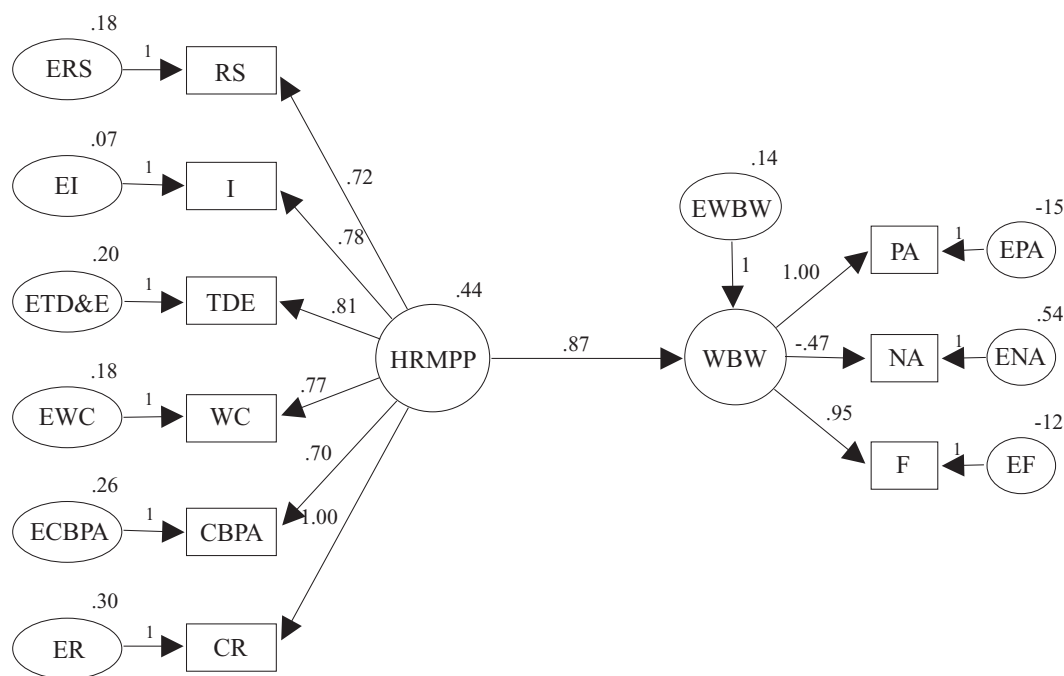 .18
ERS 1 RS
.07
EI 1 I
.72
.78
.20
ETD&E 1 TDE
.81
.44
HRMPP
.18
EWC 1 WC
.77
.70
.26
ECBPA 1 CBPA
1.00
.30
ER 1 CR
.87
.14
EWBW
1
WBW
1.00
-.47
.95
-15
PA 1 EPA
.54
NA 1 ENA
-12
F 1 EF